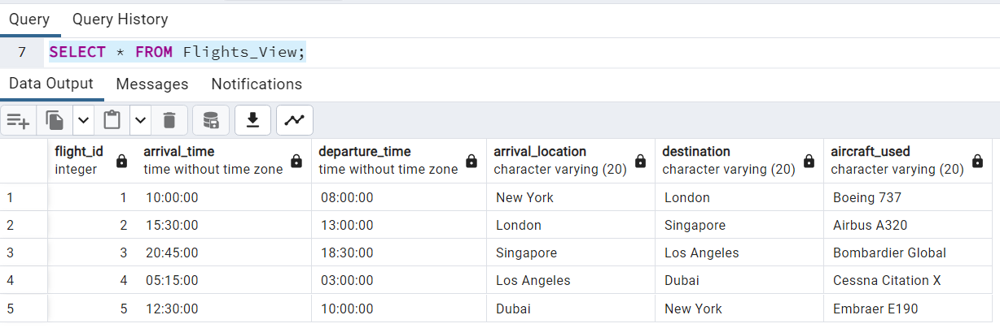 Query Query History
7 SELECT * FROM Flights_View;
Data Output Messages Notifications
flight_id arrival_time departure_time arrival_location destination aircraft_used
integer time without time zone time without time zone character varying (20) character varying (20) character varying (20)
1 1 10:00:00 08:00:00 New York London Boeing 737
2 2 15:30:00 13:00:00 London Singapore Airbus A320
3 3 20:45:00 18:30:00 Singapore Los Angeles Bombardier Global
4 4 05:15:00 03:00:00 Los Angeles Dubai Cessna Citation X
5 5 12:30:00 10:00:00 Dubai New York Embraer E190